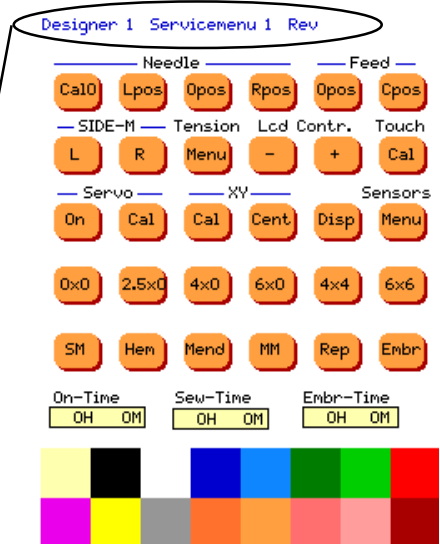 Designer 1 Servicemenu 1 Rev
Needle Feed
Cal0 Lpos 0pos Rpos 0pos Cpos
SIDE-M Tension Lcd Contr. Touch
L R Menu - + Cal
Servo XY Sensors
On Cal Cal Cent Disp Menu
0x0 2.5x0 4x0 6x0 4x4 6x6
SM Hem Mend MM Rep Embr
On-Time Sew-Time Embr-Time
0H 0M 0H 0M 0H 0M